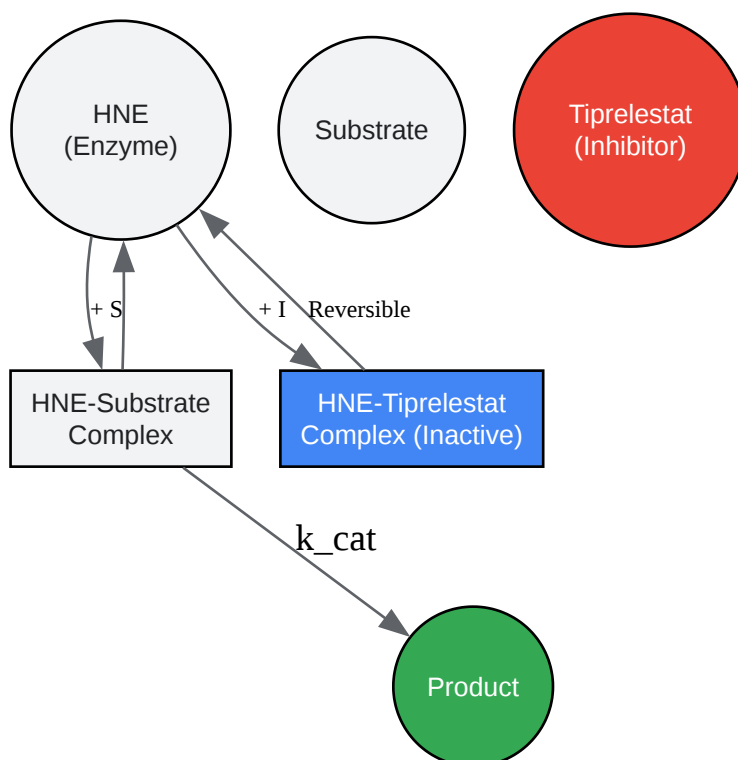 HNE
(Enzyme)
Substrate
Tiprelestat
(Inhibitor)
+ S
+ I
Reversible
HNE-Substrate
Complex
HNE-Tiprelestat
Complex (Inactive)
k_cat
Product